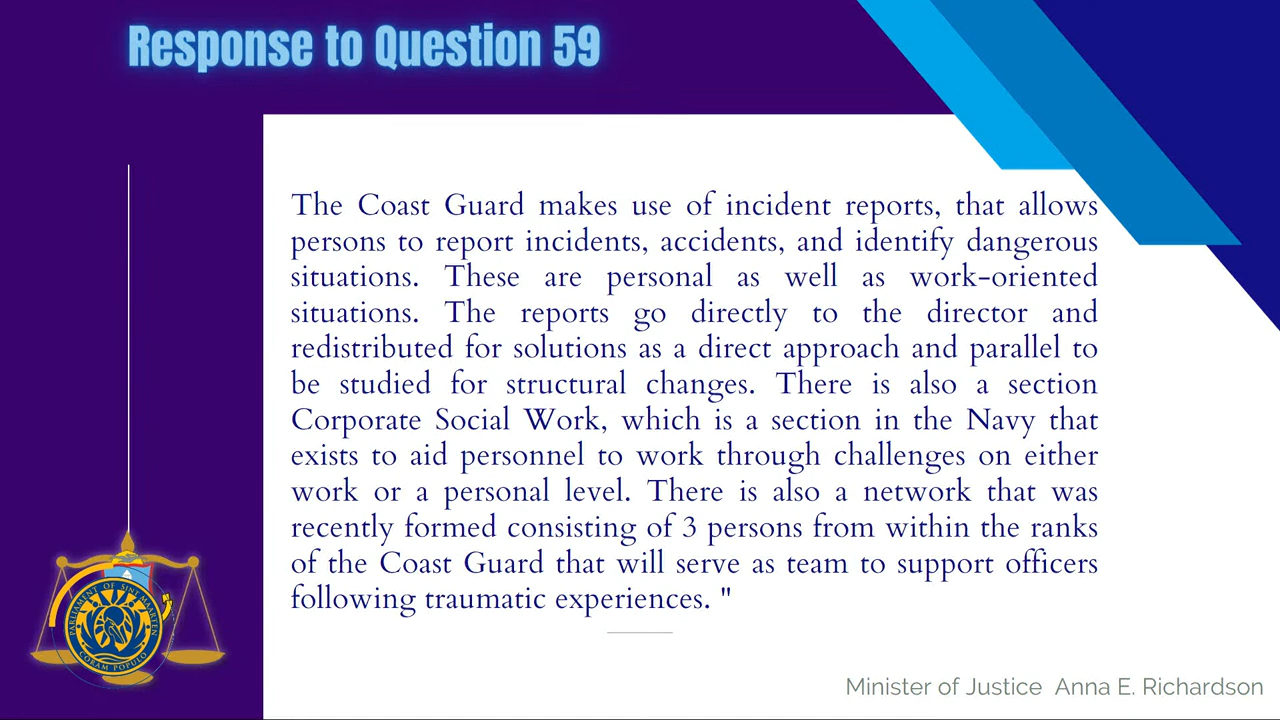 Response to Question 59
The Coast Guard makes use of incident reports, that allows
persons to report incidents, accidents, and identify dangerous
situations. These are personal as well as work-oriented
situations. The reports go directly to the director and
redistributed for solutions as a direct approach and parallel to
be studied for structural changes. There is also a section
Corporate Social Work, which is a section in the Navy that
exists to aid personnel to work through challenges on either
work or a personal level. There is also a network that was
recently formed consisting of 3 persons from within the ranks
of the Coast Guard that will serve as team to support officers
following traumatic experiences. "
PARLIAMENT OF SINT MAARTEN
CORAM POPULO
Minister of Justice Anna E. Richardson